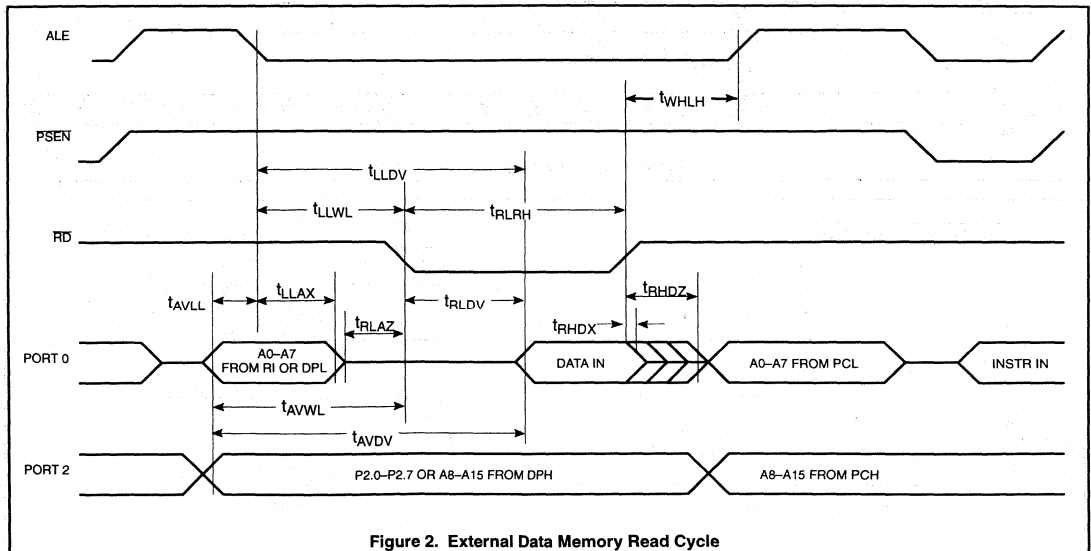 ALE
tWHLH
PSEN
tLLDV
tLLWL
tRLRH
RD
tAVLL
tLLAX
tRLDV
tRHDZ
tRLAZ
tRHDX
PORT 0
A0–A7
FROM RI OR DPL
DATA IN
A0–A7 FROM PCL
INSTR IN
tAVWL
tAVDV
PORT 2
P2.0–P2.7 OR A8–A15 FROM DPH
A8–A15 FROM PCH
Figure 2. External Data Memory Read Cycle